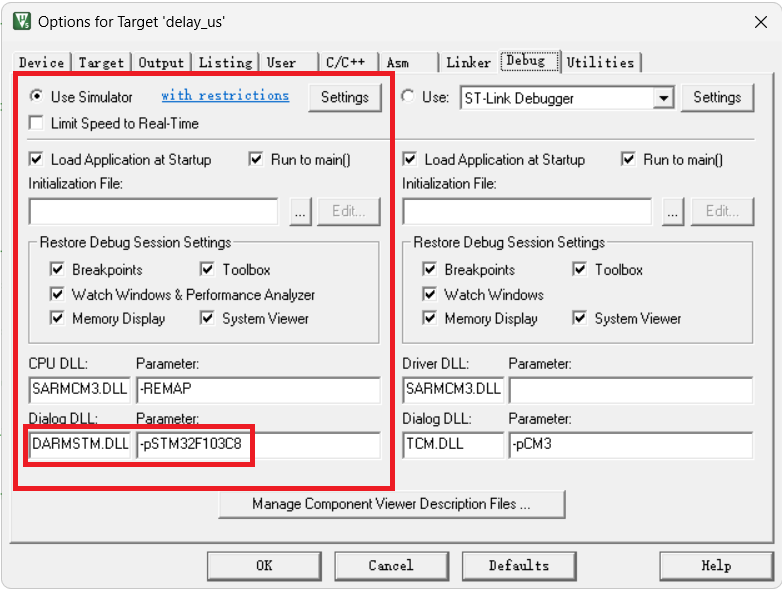 Options for Target 'delay_us'
Device Target Output Listing User C/C++ Asm Linker Debug Utilities
Use Simulator with restrictions Settings
Limit Speed to Real-Time
Use: ST-Link Debugger Settings
Load Application at Startup Run to main()
Initialization File:
... Edit...
Restore Debug Session Settings
Breakpoints Toolbox
Watch Windows & Performance Analyzer
Memory Display System Viewer
CPU DLL: Parameter:
SARMCM3.DLL -REMAP
Dialog DLL: Parameter:
DARMSTM.DLL -pSTM32F103C8
Load Application at Startup Run to main()
Initialization File:
... Edit...
Restore Debug Session Settings
Breakpoints Toolbox
Watch Windows
Memory Display System Viewer
Driver DLL: Parameter:
SARMCM3.DLL
Dialog DLL: Parameter:
TCM.DLL -pCM3
Manage Component Viewer Description Files ...
OK Cancel Defaults Help